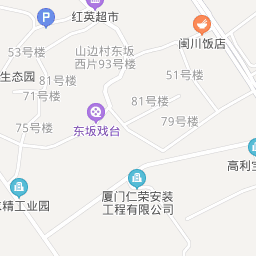 红英超市
P
53号楼
山边村东坂
西片93号楼
闽川饭店
生态园
81号楼
71号楼
51号楼
81号楼
75号楼
东坂戏台
79号楼
高利宝
厦门仁荣安装
工程有限公司
精工业园